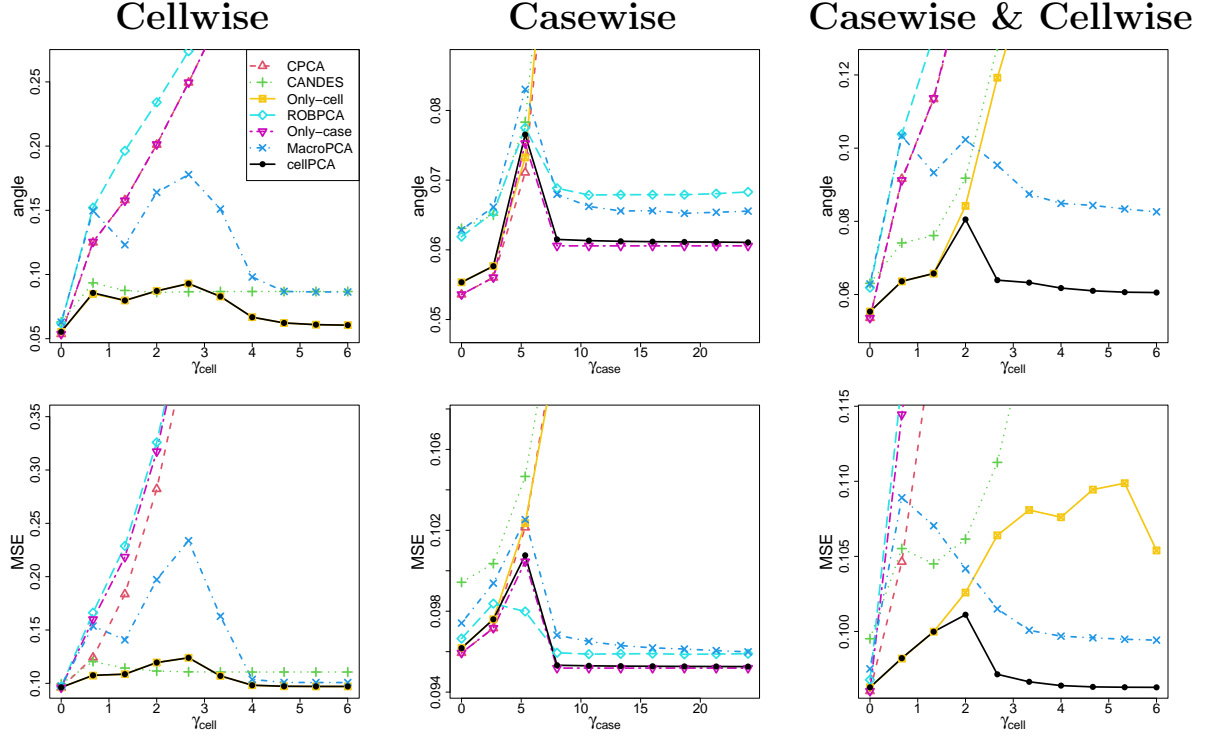 Cellwise
Casewise
Casewise & Cellwise
angle
0.05
0.10
0.15
0.20
0.25
CPCA
CANDES
Only−cell
ROBPCA
Only−case
MacroPCA
cellPCA
0 1 2 3 4 5 6
γcell
angle
0.05
0.06
0.07
0.08
0 5 10 15 20
γcase
angle
0.06
0.08
0.10
0.12
0 1 2 3 4 5 6
γcell
MSE
0.10
0.15
0.20
0.25
0.30
0.35
0 1 2 3 4 5 6
γcell
MSE
0.094
0.098
0.102
0.106
0 5 10 15 20
γcase
MSE
0.100
0.105
0.110
0.115
0 1 2 3 4 5 6
γcell